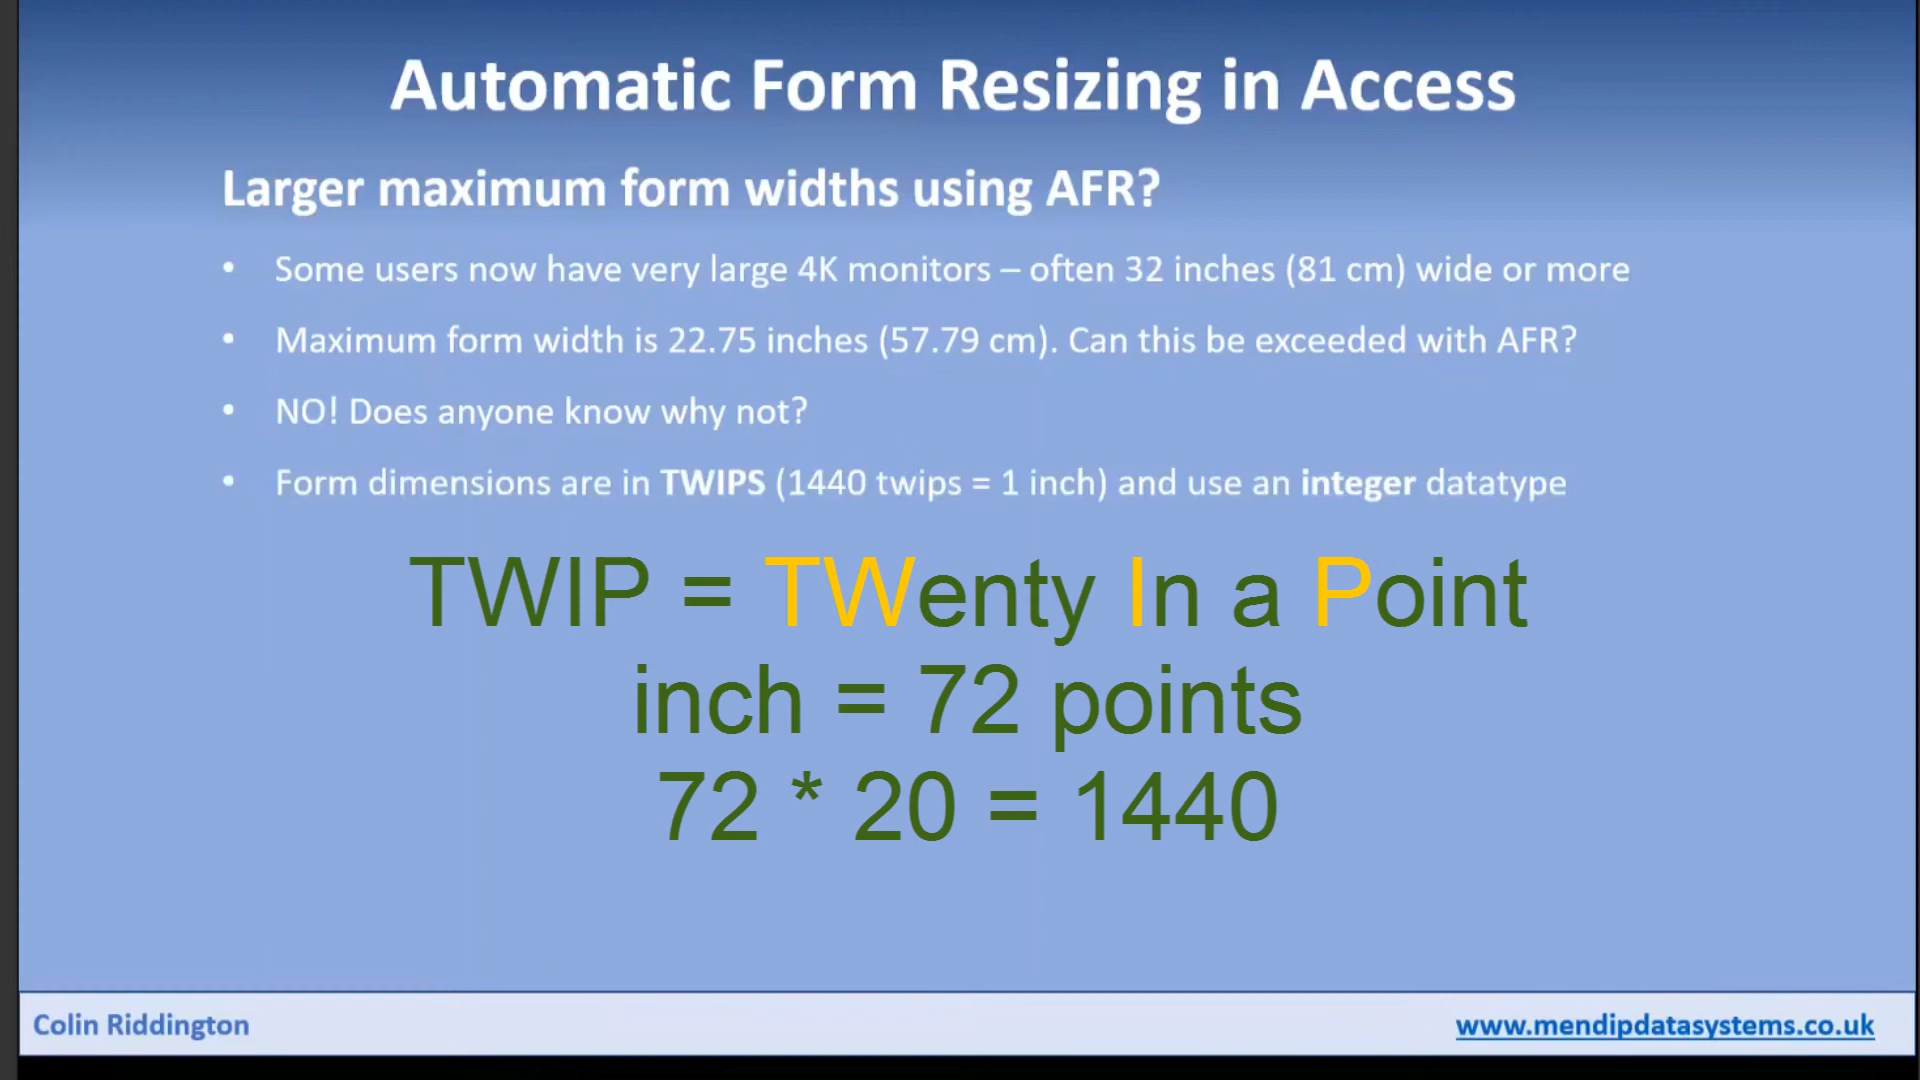 Automatic Form Resizing in Access
Larger maximum form widths using AFR?
• Some users now have very large 4K monitors – often 32 inches (81 cm) wide or more
• Maximum form width is 22.75 inches (57.79 cm). Can this be exceeded with AFR?
• NO! Does anyone know why not?
• Form dimensions are in TWIPS (1440 twips = 1 inch) and use an integer datatype
TWIP = TWenty In a Point
inch = 72 points
72 * 20 = 1440
Colin Riddington
www.mendipdatasystems.co.uk